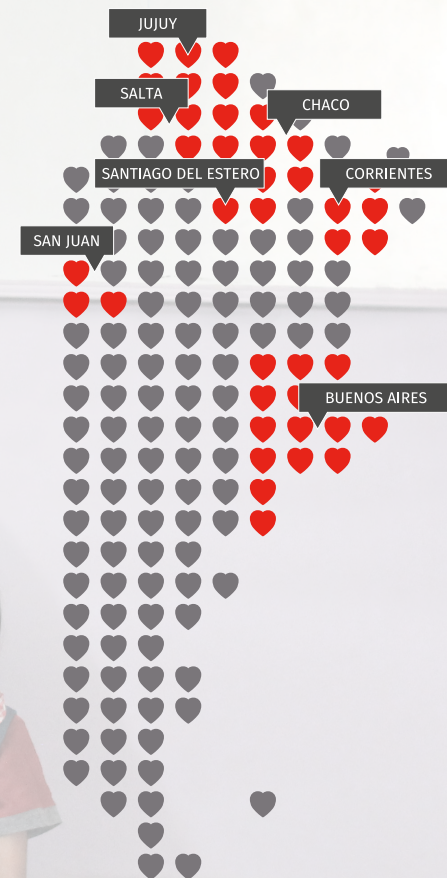 JUJUY
SALTA
CHACO
SANTIAGO DEL ESTERO
CORRIENTES
SAN JUAN
BUENOS AIRES